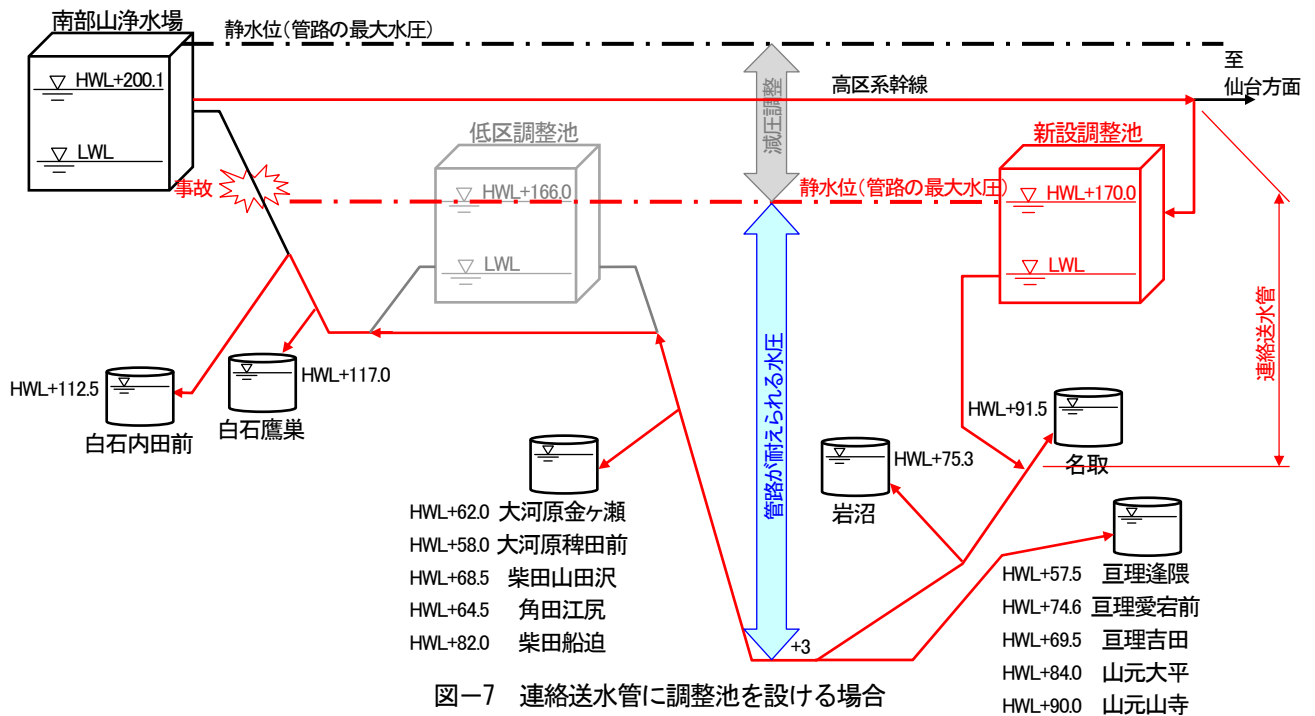 南部山浄水場
静水位(管路の最大水圧)
至
仙台方面
HWL+200.1
LWL
高区系幹線
減圧調整
低区調整池
新設調整池
事故
HWL+166.0
静水位(管路の最大水圧)
HWL+170.0
LWL
LWL
連絡送水管
管路が耐えられる水圧
HWL+112.5
白石内田前
HWL+117.0
白石鷹巣
HWL+91.5
名取
HWL+75.3
岩沼
HWL+62.0 大河原金ヶ瀬
HWL+58.0 大河原稗田前
HWL+68.5 柴田山田沢
HWL+64.5 角田江尻
HWL+82.0 柴田船迫
+3
HWL+57.5 亘理逢隈
HWL+74.6 亘理愛宕前
HWL+69.5 亘理吉田
HWL+84.0 山元大平
HWL+90.0 山元山寺
図-7 連絡送水管に調整池を設ける場合